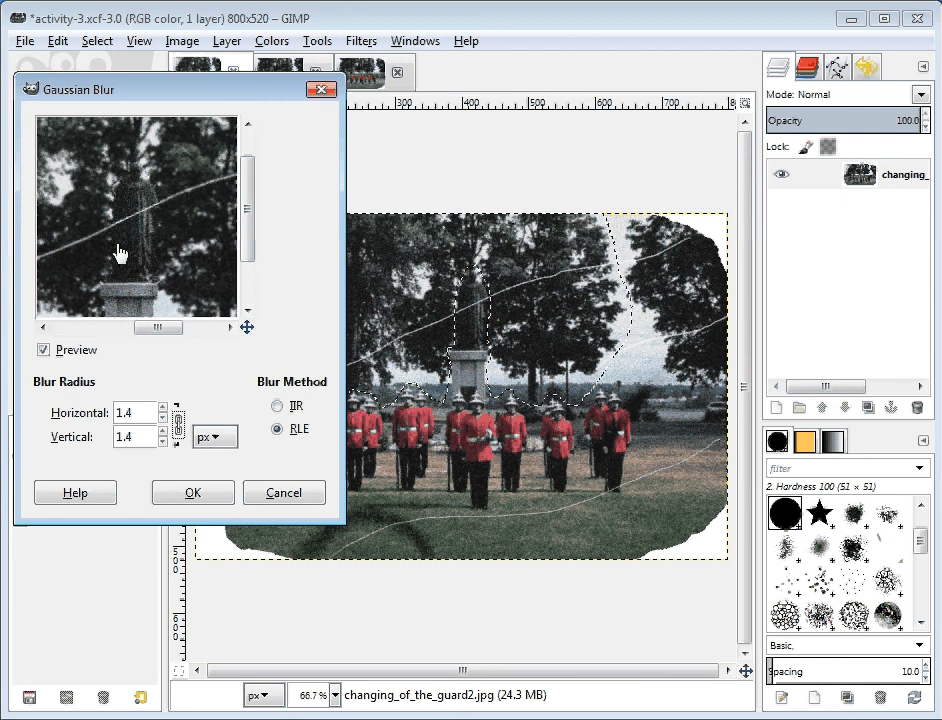 *activity-3.xcf-3.0 (RGB color, 1 layer) 800x520 – GIMP
File Edit Select View Image Layer Colors Tools Filters Windows Help
Gaussian Blur
300 400 500 600 700 8
Mode: Normal
Opacity 100.0
Lock:
changing_
Preview
Blur Radius Blur Method
Horizontal: 1.4 IIR
Vertical: 1.4 px RLE
Help OK Cancel
filter
2. Hardness 100 (51 × 51)
500
600
Basic,
Spacing 10.0
px 66.7 % changing_of_the_guard2.jpg (24.3 MB)